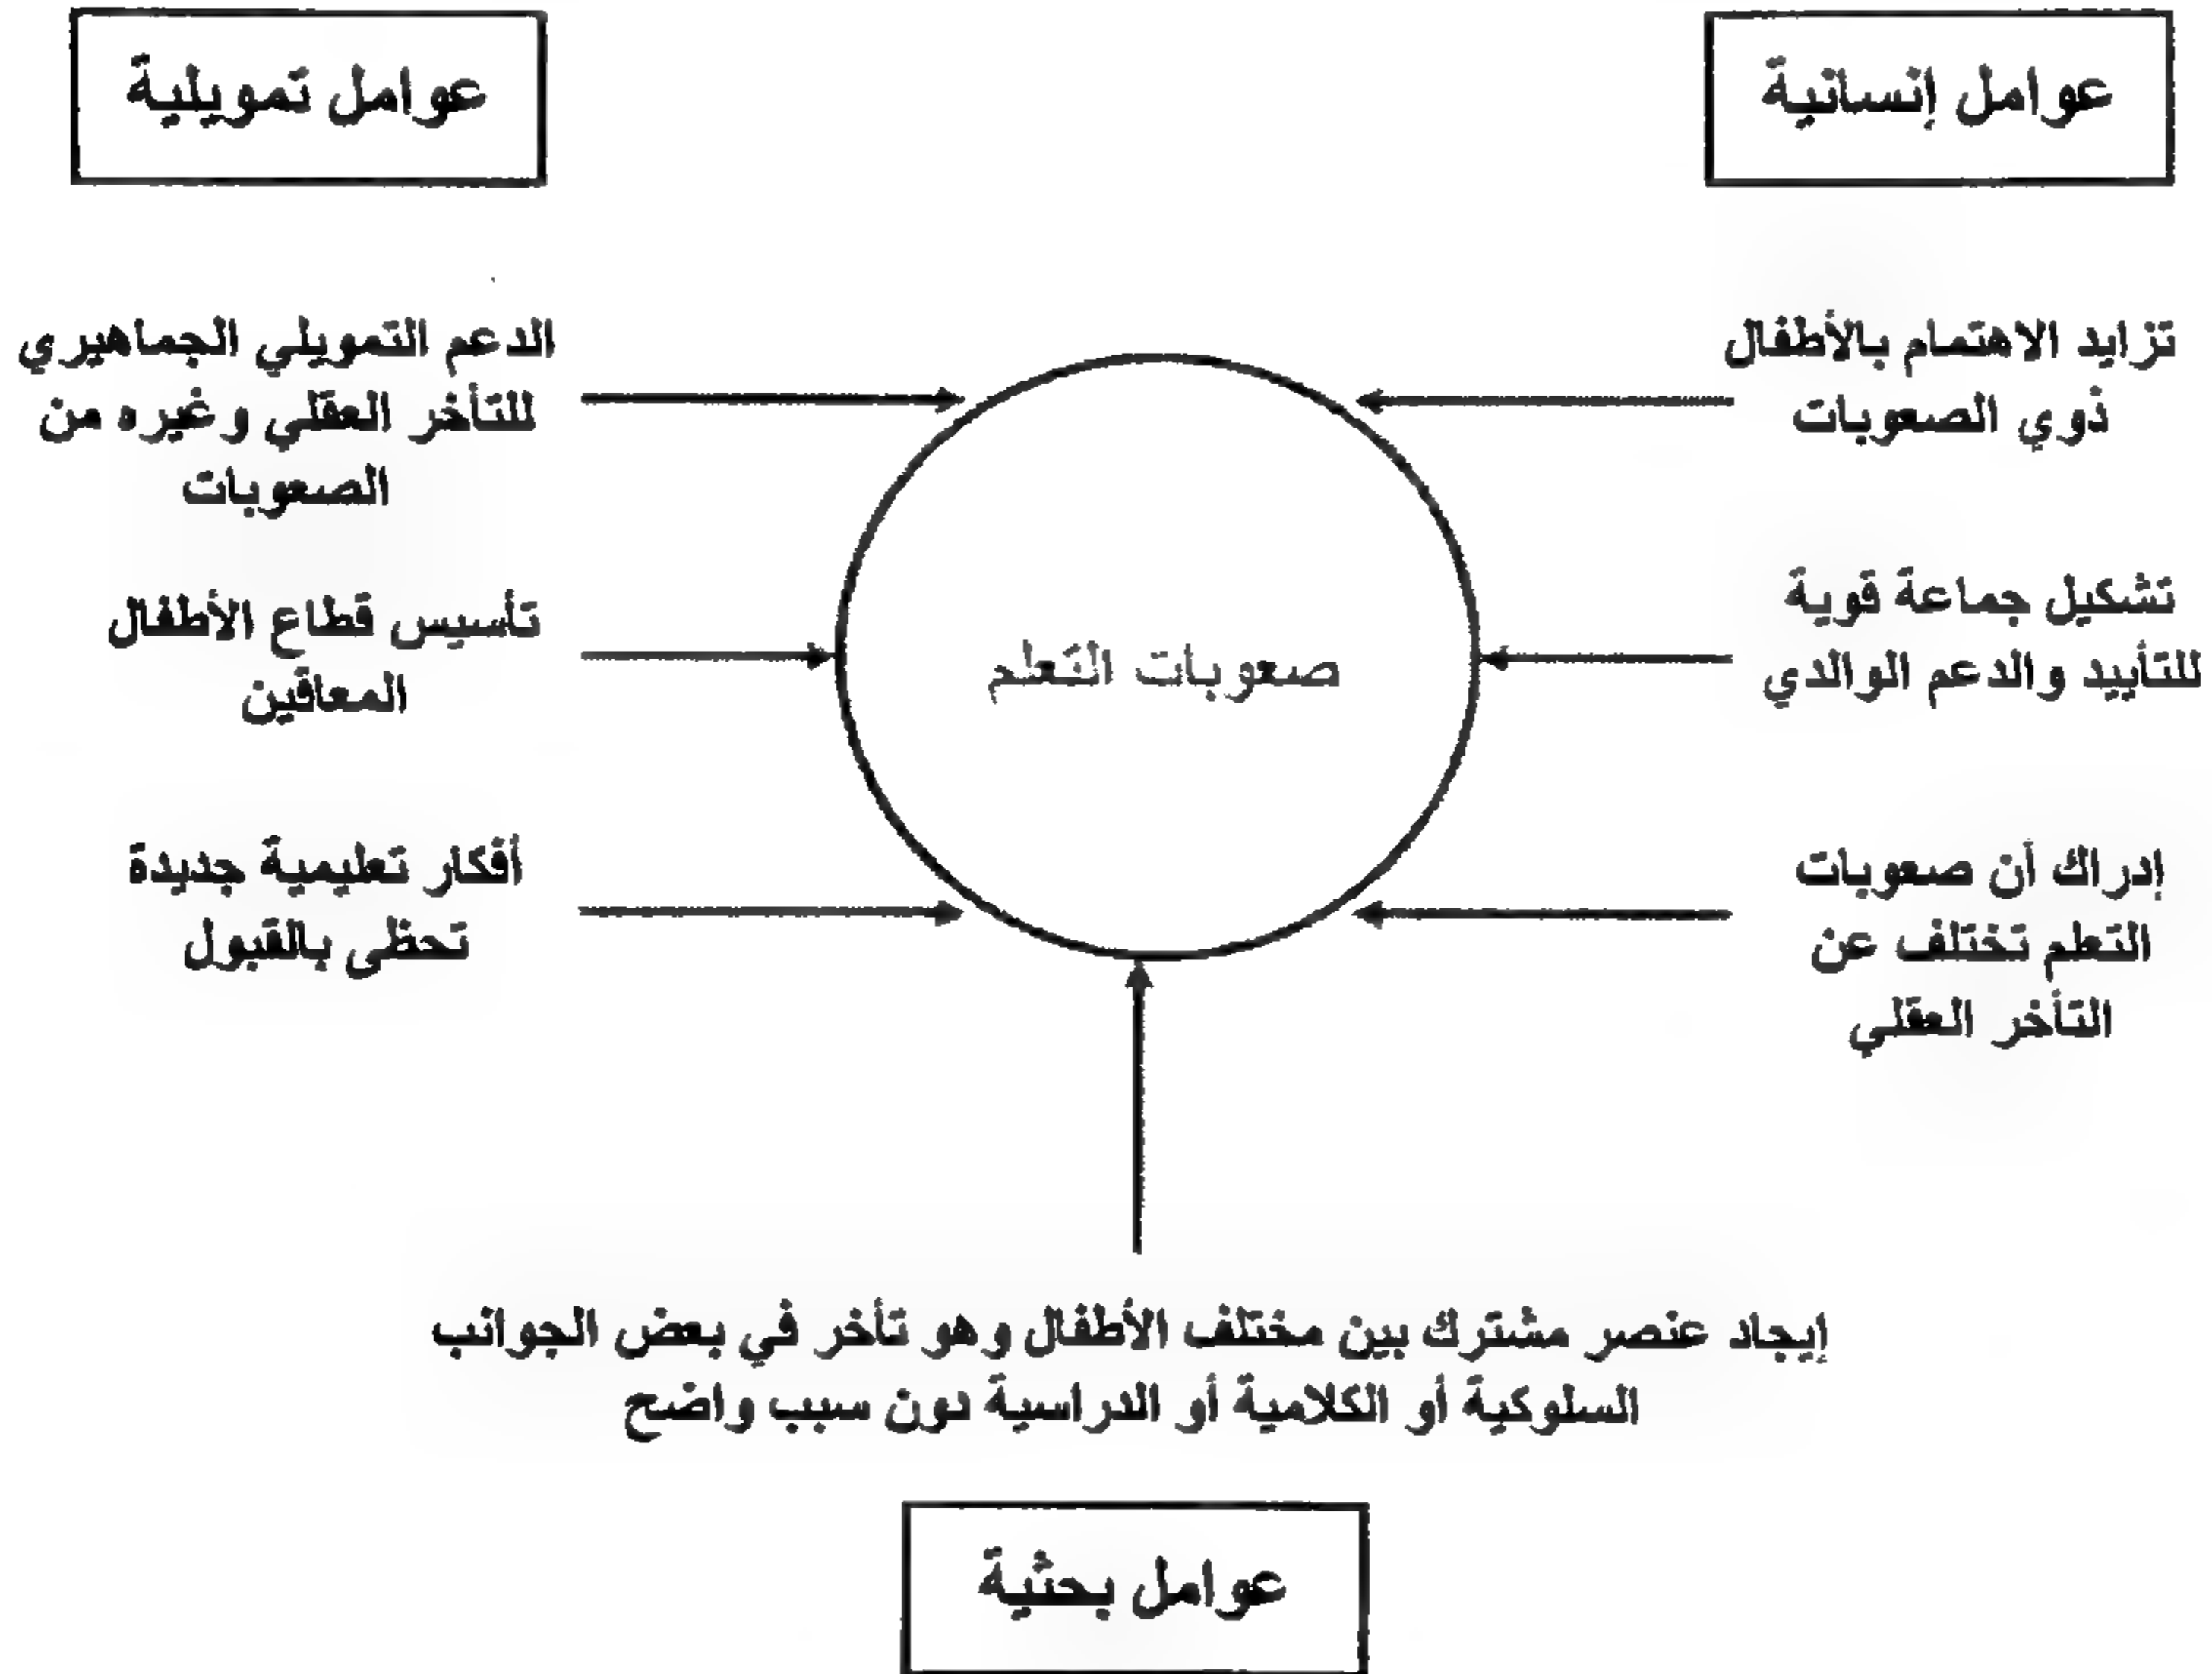 عوامل إنسانية
عوامل تمويلية
تزايد الاهتمام بالأطفال
ذوي الصعوبات
تشكيل جماعة قوية
للتأييد والدعم الوالدي
إدراك أن صعوبات
التعلم تختلف عن
التأخر العقلي
صعوبات التعلم
الدعم التمويلي الجماهيري
للتأخر العقلي وغيره من
الصعوبات
تأسيس قطاع الأطفال
المعاقين
أفكار تعليمية جديدة
تحظى بالقبول
إيجاد عنصر مشترك بين مختلف الأطفال وهو تأخر في بعض الجوانب
السلوكية أو الكلامية أو الدراسية دون سبب واضح
عوامل بحثية